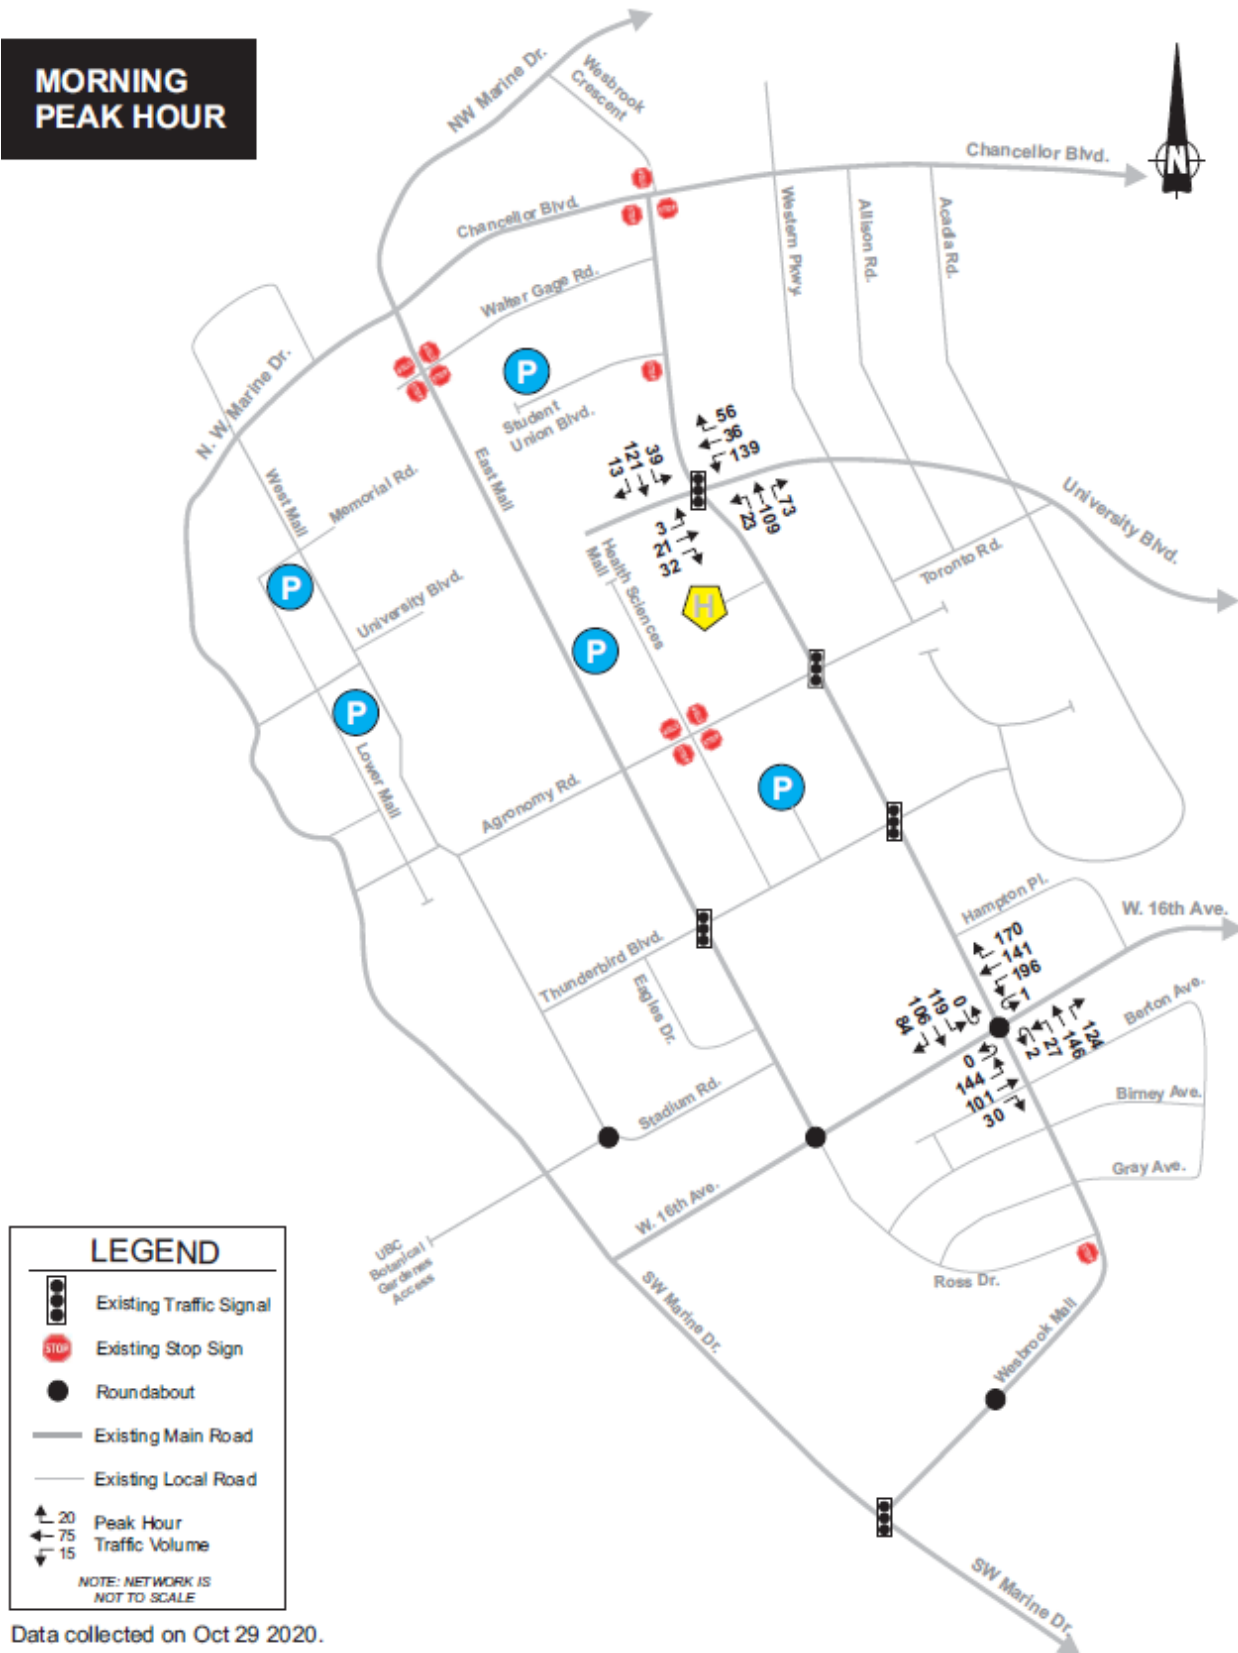 MORNING
PEAK HOUR
NW Marine Dr.
Wesbrook
Crescent
Chancellor Blvd.
N
Chancellor Blvd.
Western Pkwy.
Allison Rd.
Acadia Rd.
Walter Gage Rd.
N. W. Marine Dr.
P
Student
Union Blvd.
East Mall
West Mall
Memorial Rd.
56
36
139
13
121
39
23
109
73
3
21
32
University Blvd.
Toronto Rd.
Health Sciences
Mall
H
P
University Blvd.
P
P
Lower Mall
Agronomy Rd.
P
Hampton Pl.
W. 16th Ave.
170
141
196
1
84
106
119
0
2
27
146
124
0
144
101
30
Berton Ave.
Thunderbird Blvd.
Eagles Dr.
Stadium Rd.
Birney Ave.
Gray Ave.
W. 16th Ave.
UBC
Botanical
Gardenes
Access
Ross Dr.
SW Marine Dr.
Wesbrook Mall
SW Marine Dr.
LEGEND
Existing Traffic Signal
STOP Existing Stop Sign
Roundabout
Existing Main Road
Existing Local Road
20
75
15
Peak Hour
Traffic Volume
NOTE: NETWORK IS
NOT TO SCALE
Data collected on Oct 29 2020.